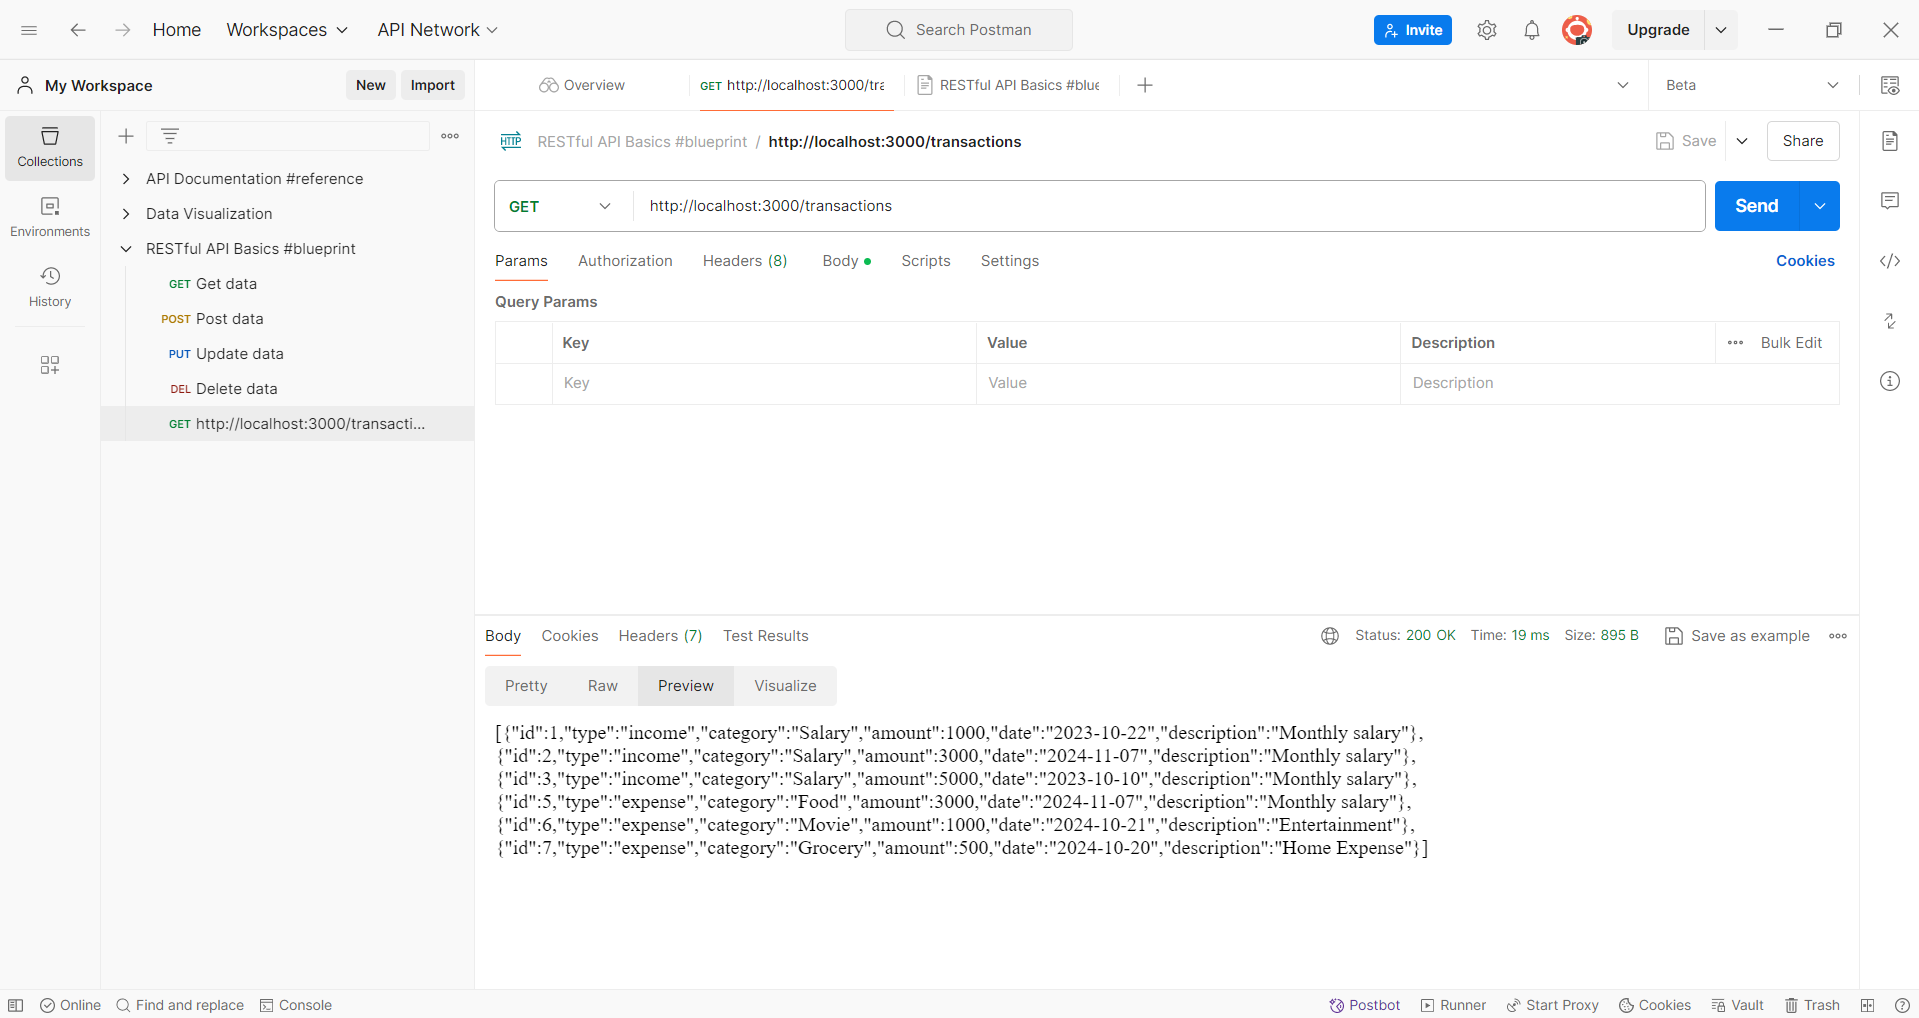 Home Workspaces API Network Search Postman Invite Upgrade
My Workspace New Import Overview GET http://localhost:3000/tra RESTful API Basics #blue Beta
Collections
Environments
History
API Documentation #reference
Data Visualization
RESTful API Basics #blueprint
GET Get data
POST Post data
PUT Update data
DEL Delete data
GET http://localhost:3000/transacti...
HTTP RESTful API Basics #blueprint / http://localhost:3000/transactions Save Share
GET http://localhost:3000/transactions Send
Params Authorization Headers (8) Body Scripts Settings Cookies
Query Params
Key Value Description Bulk Edit
Key Value Description
Body Cookies Headers (7) Test Results Status: 200 OK Time: 19 ms Size: 895 B Save as example
Pretty Raw Preview Visualize
[{"id":1,"type":"income","category":"Salary","amount":1000,"date":"2023-10-22","description":"Monthly salary"},
{"id":2,"type":"income","category":"Salary","amount":3000,"date":"2024-11-07","description":"Monthly salary"},
{"id":3,"type":"income","category":"Salary","amount":5000,"date":"2023-10-10","description":"Monthly salary"},
{"id":5,"type":"expense","category":"Food","amount":3000,"date":"2024-11-07","description":"Monthly salary"},
{"id":6,"type":"expense","category":"Movie","amount":1000,"date":"2024-10-21","description":"Entertainment"},
{"id":7,"type":"expense","category":"Grocery","amount":500,"date":"2024-10-20","description":"Home Expense"}]
Online Find and replace Console Postbot Runner Start Proxy Cookies Vault Trash